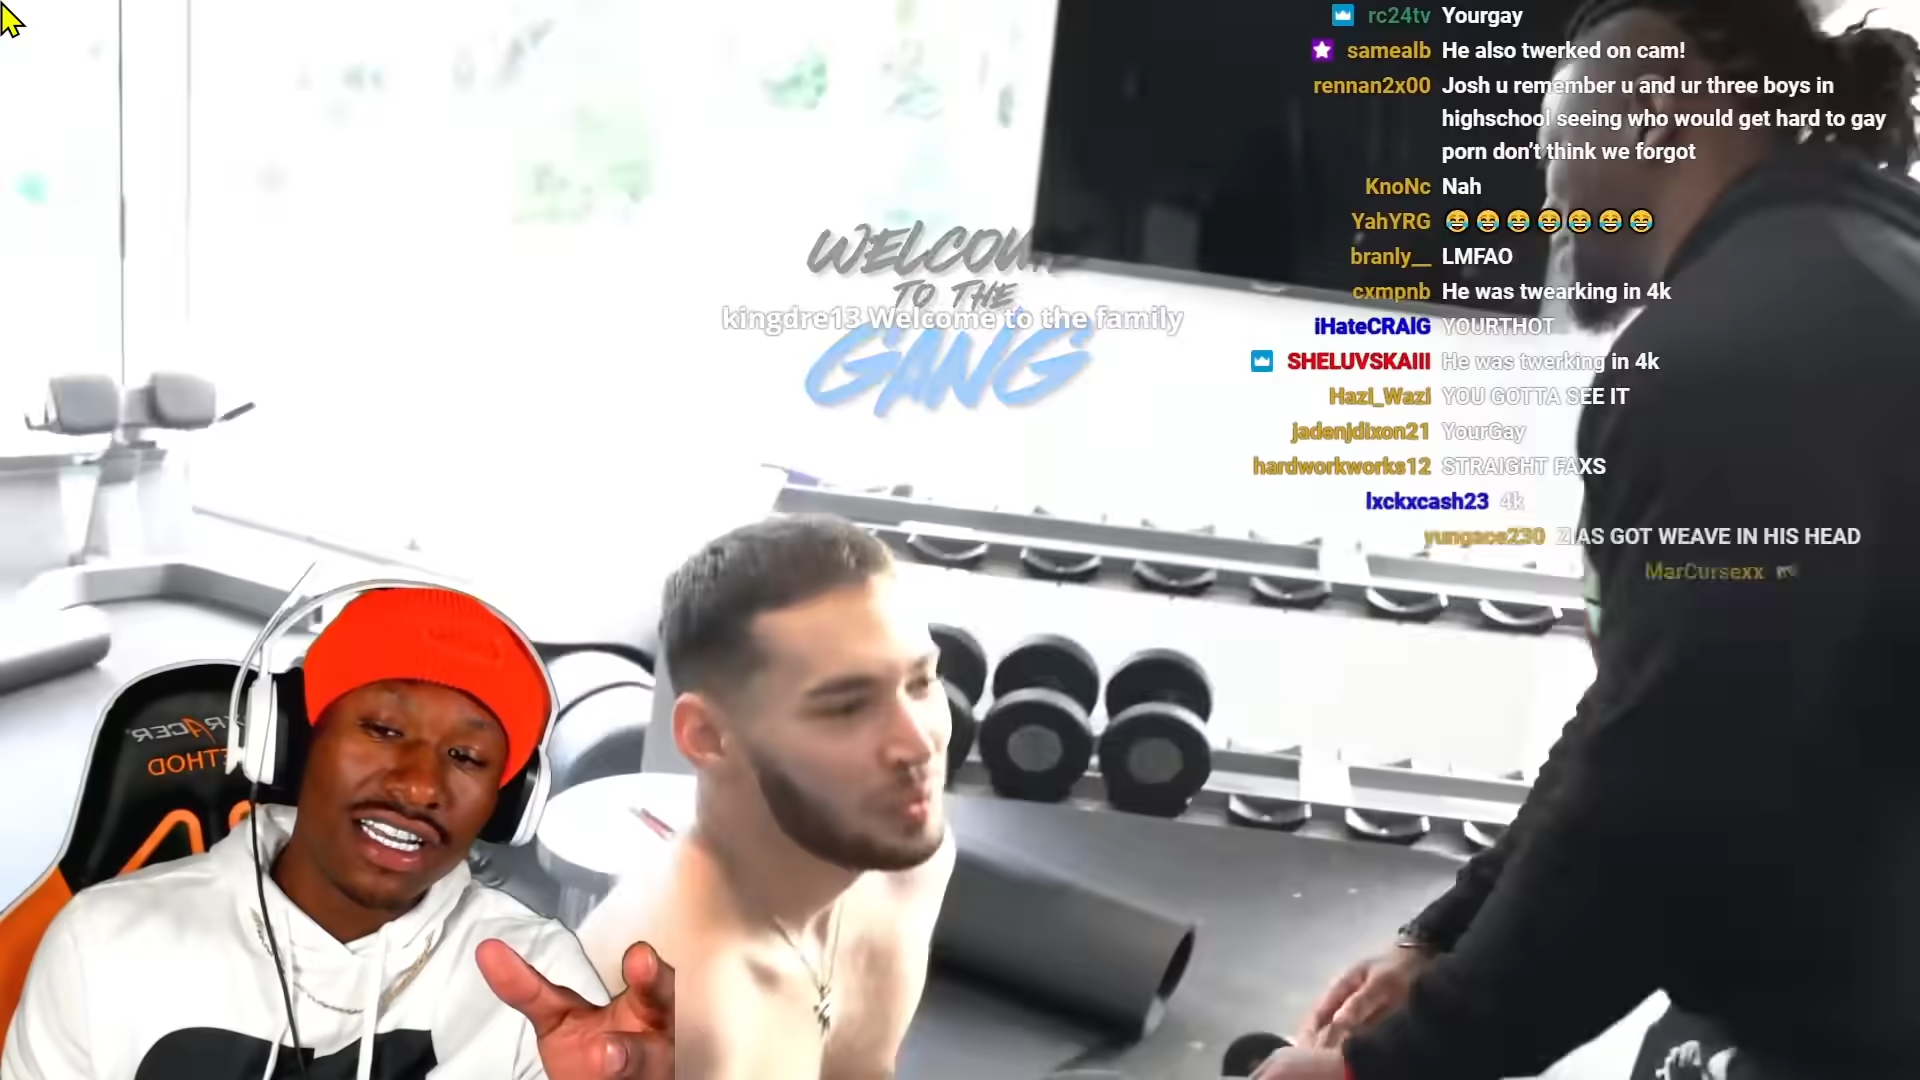 rc24tv Yourgay
samealb He also twerked on cam!
rennan2x00 Josh u remember u and ur three boys in
highschool seeing who would get hard to gay
porn don't think we forgot
KnoNc Nah
YahYRG 😂😂😂😂😂😂😂
branly__ LMFAO
cxmpnb He was twearking in 4k
iHateCRAIG YOURTHOT
SHELUVSKAIII He was twerking in 4k
Hazi_Wazi YOU GOTTA SEE IT
jadenjdixon21 YourGay
hardworkworks12 STRAIGHT FAXS
lxckxcash23 4k
yungace230 ZIAS GOT WEAVE IN HIS HEAD
MarCursexx
WELCOME
TO THE
kingdre13 Welcome to the family
GANG